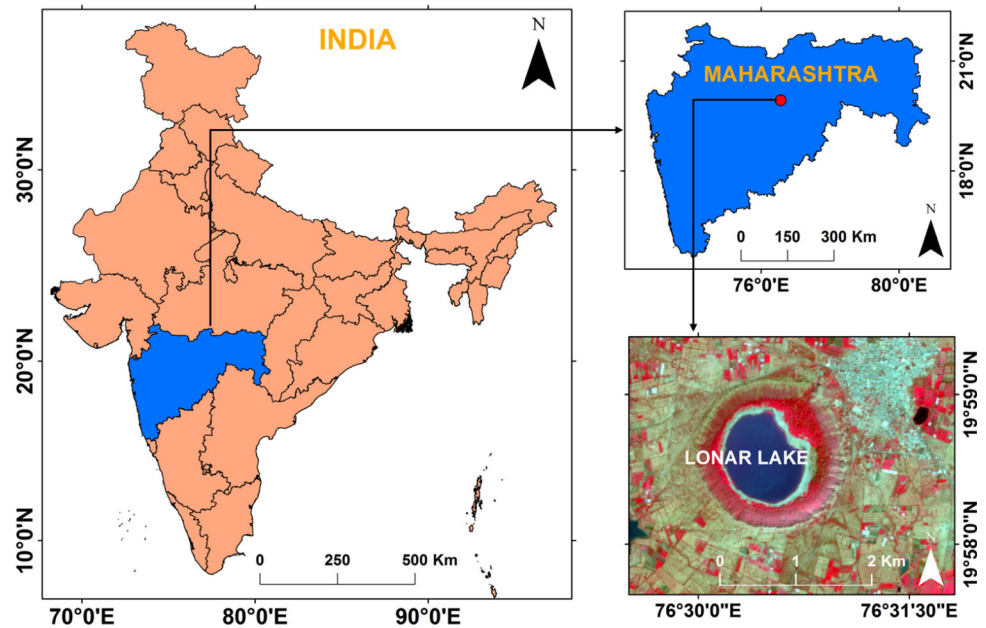 INDIA
N
30°0'N
20°0'N
10°0'N
0 250 500 Km
70°0'E 80°0'E 90°0'E
MAHARASHTRA
21°0'N
18°0'N
N
0 150 300 Km
76°0'E 80°0'E
LONAR LAKE
19°59'0"N
19°58'0"N
N
0 1 2 Km
76°30'0"E 76°31'30"E